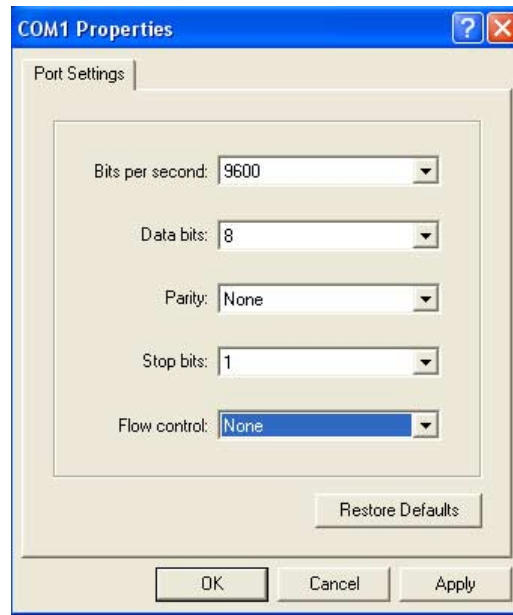 COM1 Properties
Port Settings
Bits per second: 9600
Data bits: 8
Parity: None
Stop bits: 1
Flow control: None
Restore Defaults
OK Cancel Apply